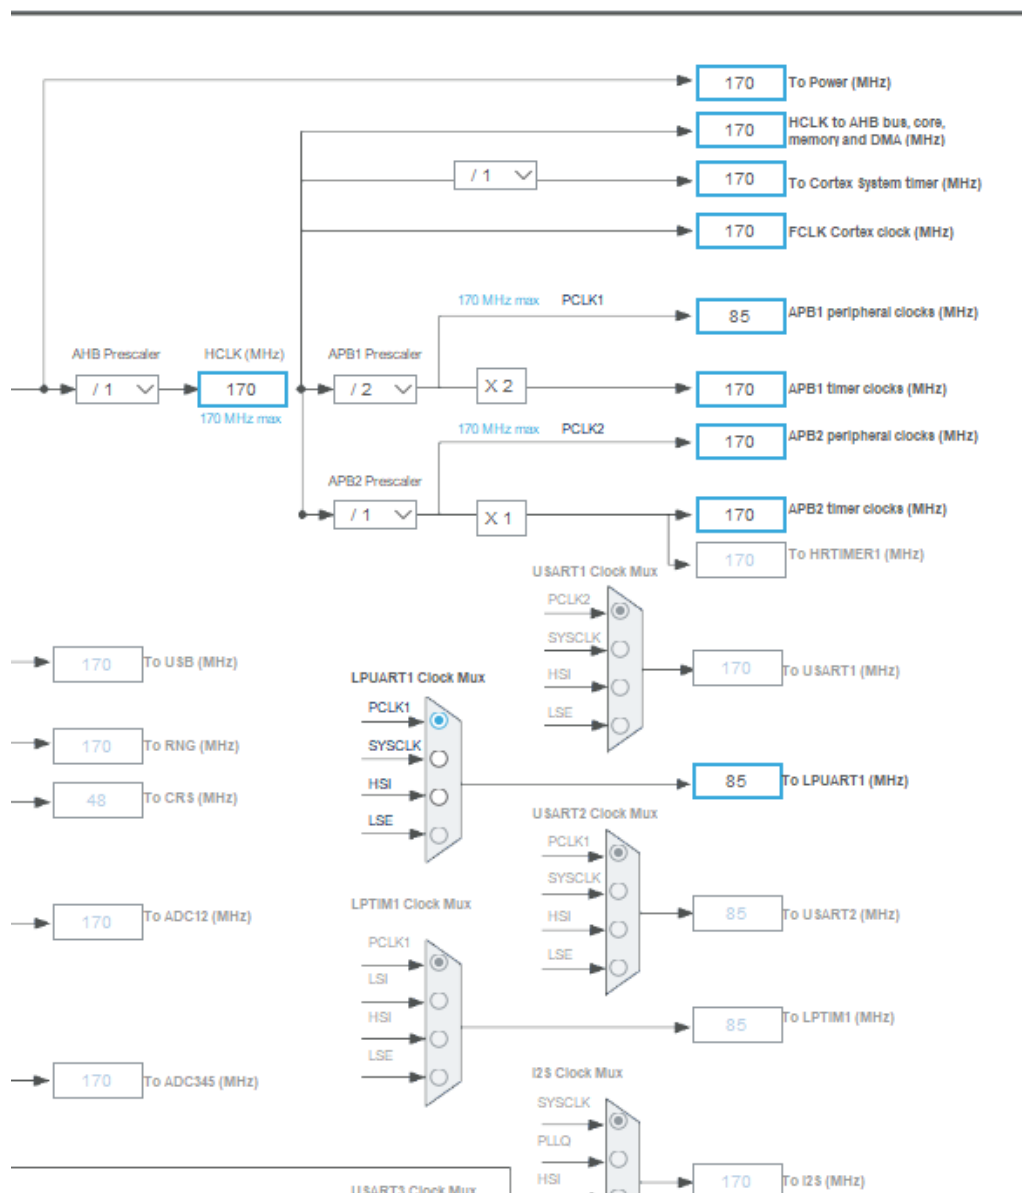 170 To Power (MHz)
170 HCLK to AHB bus, core,
memory and DMA (MHz)
/ 1 170 To Cortex System timer (MHz)
170 FCLK Cortex clock (MHz)
170 MHz max PCLK1
85 APB1 peripheral clocks (MHz)
AHB Prescaler HCLK (MHz) APB1 Prescaler
/ 1 170 / 2 X 2 170 APB1 timer clocks (MHz)
170 MHz max
170 MHz max PCLK2
170 APB2 peripheral clocks (MHz)
APB2 Prescaler
/ 1 X 1 170 APB2 timer clocks (MHz)
170 To HRTIMER1 (MHz)
USART1 Clock Mux
PCLK2
SYSCLK
HSI
LSE
170 To USART1 (MHz)
170 To USB (MHz)
LPUART1 Clock Mux
PCLK1
SYSCLK
HSI
LSE
170 To RNG (MHz)
48 To CRS (MHz)
85 To LPUART1 (MHz)
USART2 Clock Mux
PCLK1
SYSCLK
HSI
LSE
85 To USART2 (MHz)
170 To ADC12 (MHz)
LPTIM1 Clock Mux
PCLK1
LSI
HSI
LSE
85 To LPTIM1 (MHz)
170 To ADC345 (MHz)
I2S Clock Mux
SYSCLK
PLLQ
HSI
170 To I2S (MHz)
USART3 Clock Mux